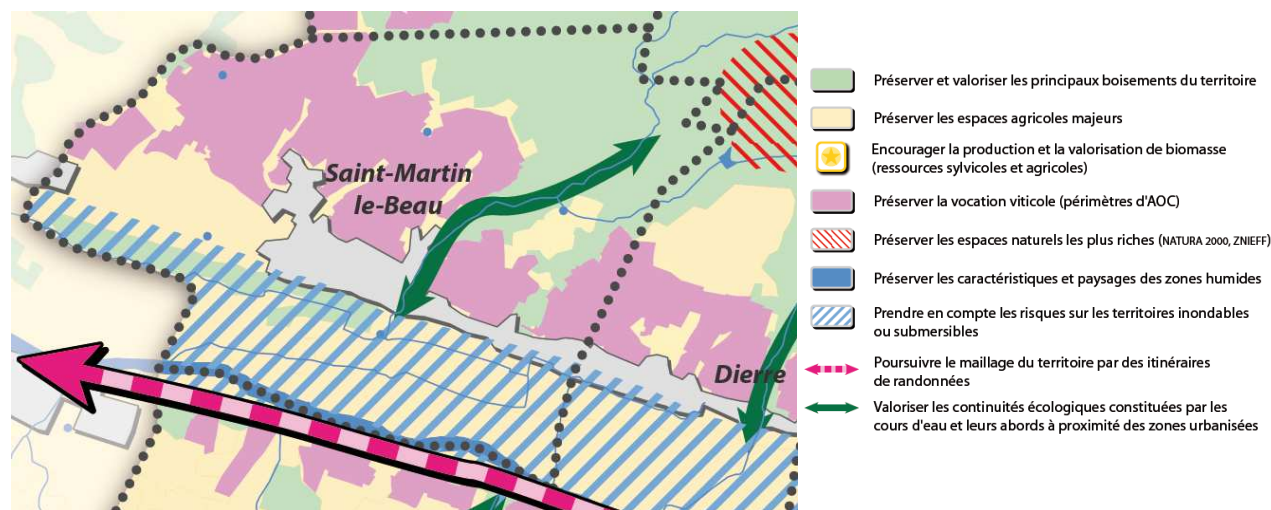 Saint-Martin
le-Beau
Dierre
Préserver et valoriser les principaux boisements du territoire
Préserver les espaces agricoles majeurs
Encourager la production et la valorisation de biomasse
(ressources sylvicoles et agricoles)
Préserver la vocation viticole (périmètres d'AOC)
Préserver les espaces naturels les plus riches (NATURA 2000, ZNIEFF)
Préserver les caractéristiques et paysages des zones humides
Prendre en compte les risques sur les territoires inondables
ou submersibles
Poursuivre le maillage du territoire par des itinéraires
de randonnées
Valoriser les continuités écologiques constituées par les
cours d'eau et leurs abords à proximité des zones urbanisées